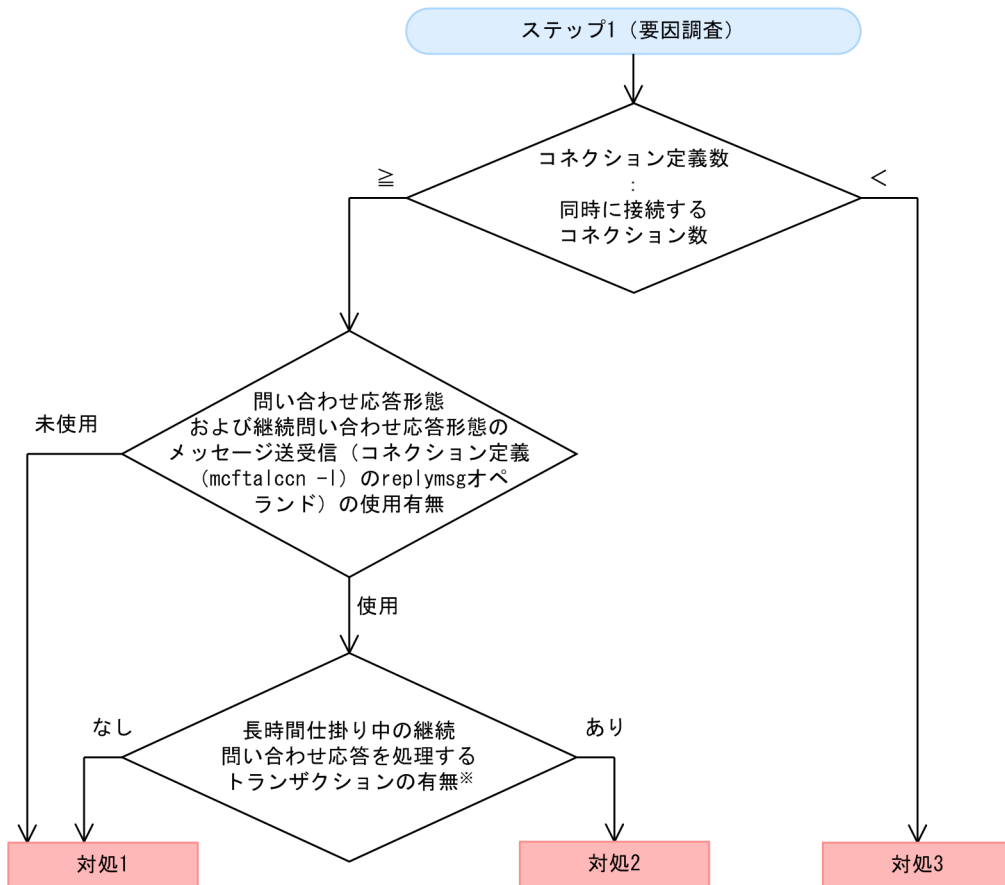 ステップ1（要因調査）
コネクション定義数
:
同時に接続する
コネクション数
≧
＜
問い合わせ応答形態
および継続問い合わせ応答形態の
メッセージ送受信（コネクション定義
（mcftalccn -l）のreplymsgオペ
ランド）の使用有無
未使用
使用
長時間仕掛り中の継続
問い合わせ応答を処理する
トランザクションの有無※
なし
あり
対処1
対処2
対処3